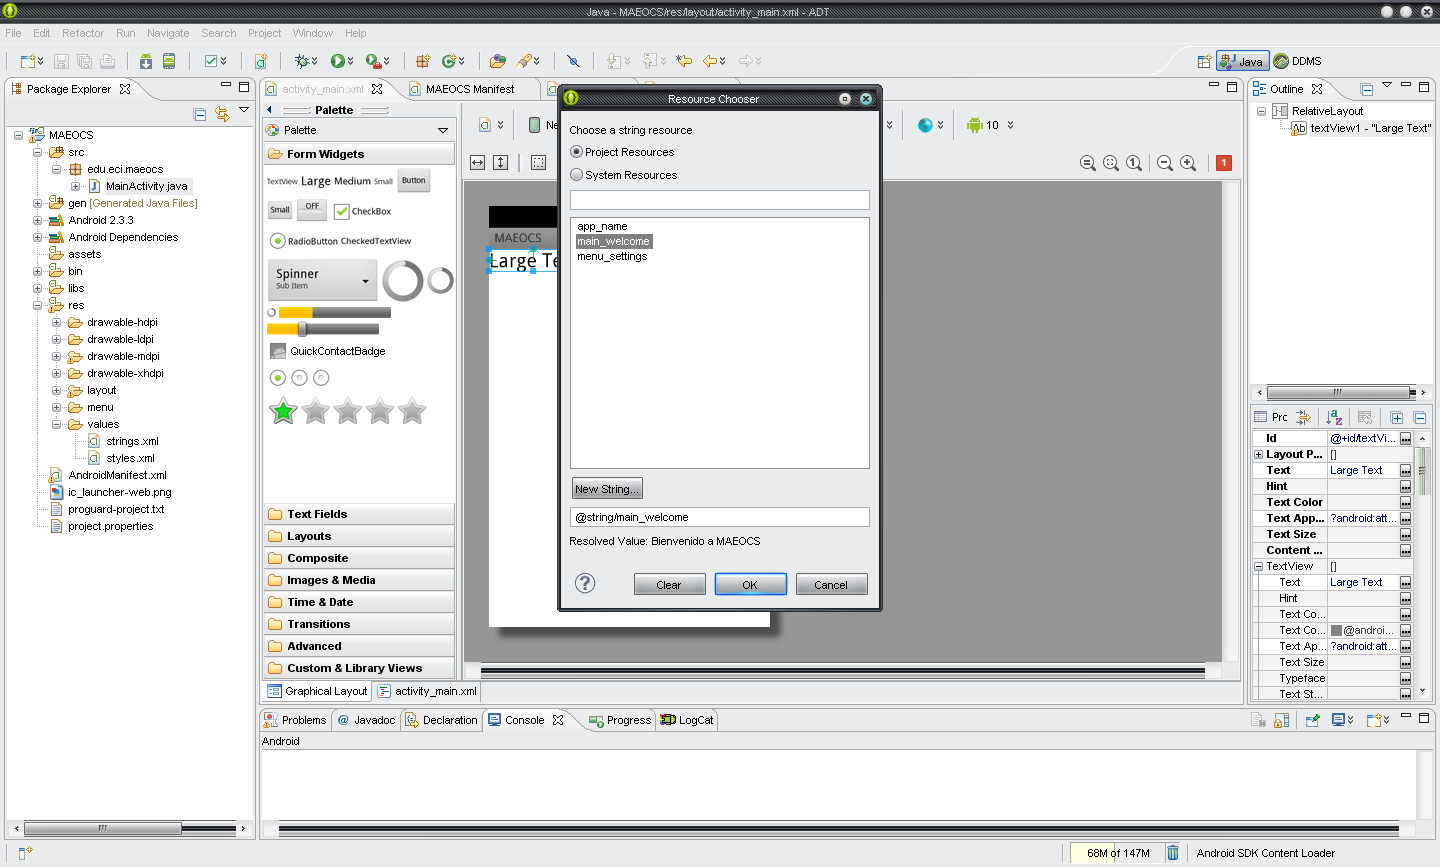 Java - MAEOCS/res/layout/activity_main.xml - ADT
File Edit Refactor Run Navigate Search Project Window Help
Java DDMS
Package Explorer
MAEOCS
src
edu.eci.maeocs
MainActivity.java
gen [Generated Java Files]
Android 2.3.3
Android Dependencies
assets
bin
libs
res
drawable-hdpi
drawable-ldpi
drawable-mdpi
drawable-xhdpi
layout
menu
values
strings.xml
styles.xml
AndroidManifest.xml
ic_launcher-web.png
proguard-project.txt
project.properties
activity_main.xml MAEOCS Manifest
Palette
Palette
Form Widgets
TextView Large Medium Small Button
Small OFF CheckBox
RadioButton CheckedTextView
Spinner
Sub Item
QuickContactBadge
Text Fields
Layouts
Composite
Images & Media
Time & Date
Transitions
Advanced
Custom & Library Views
Graphical Layout activity_main.xml
Ne
10
1
MAEOCS
Large Te
Resource Chooser
Choose a string resource
Project Resources
System Resources
app_name
main_welcome
menu_settings
New String...
@string/main_welcome
Resolved Value: Bienvenido a MAEOCS
? Clear OK Cancel
Outline
RelativeLayout
Ab textView1 - "Large Text"
Prc
Id @+id/textVi...
Layout P... []
Text Large Text
Hint
Text Color
Text App... ?android:att...
Text Size
Content ...
TextView []
Text Large Text
Hint
Text Co...
Text Co... @androi...
Text Ap... ?android:att...
Text Size
Typeface
Text St...
Problems @ Javadoc Declaration Console Progress LogCat
Android
68M of 147M Android SDK Content Loader